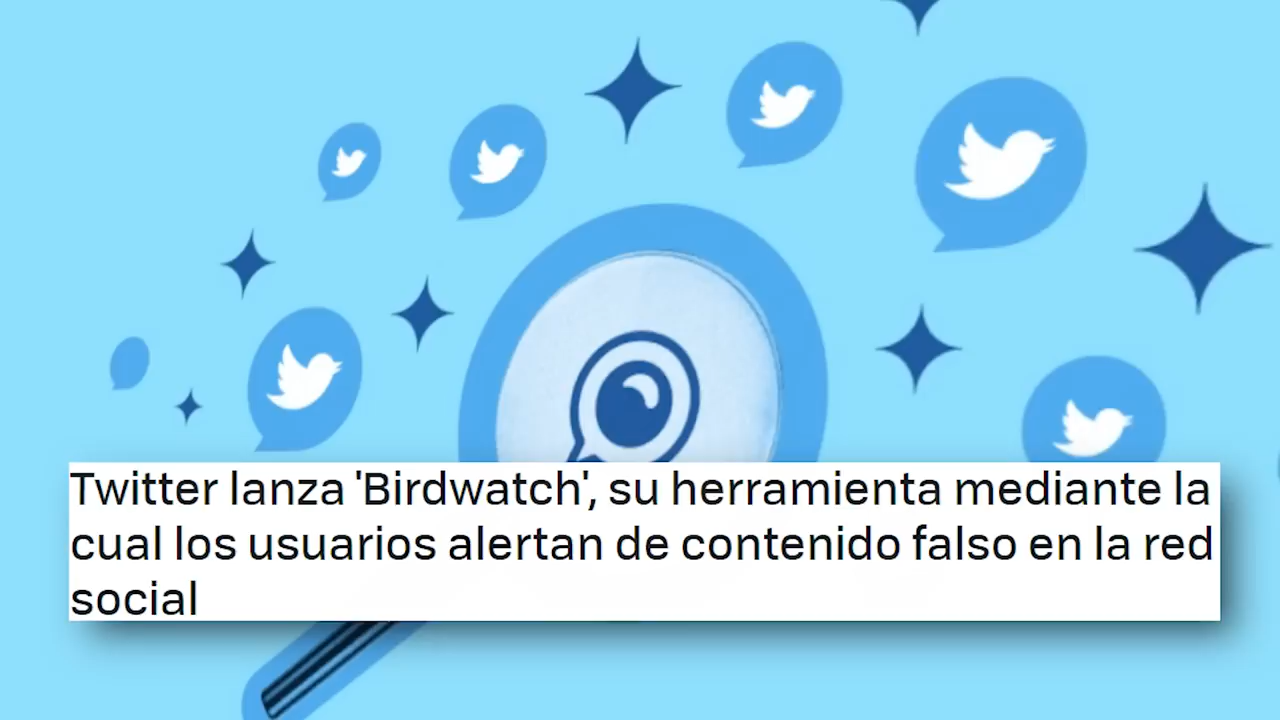 Twitter lanza 'Birdwatch', su herramienta mediante la
cual los usuarios alertan de contenido falso en la red
social